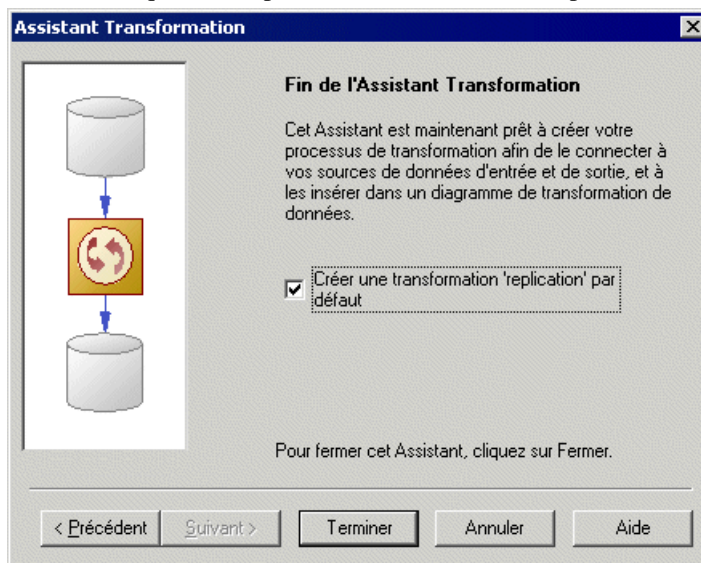 Assistant Transformation
Fin de l'Assistant Transformation
Cet Assistant est maintenant prêt à créer votre
processus de transformation afin de le connecter à
vos sources de données d'entrée et de sortie, et à
les insérer dans un diagramme de transformation de
données.
Créer une transformation 'replication' par
défaut
Pour fermer cet Assistant, cliquez sur Fermer.
< Précédent
Suivant >
Terminer
Annuler
Aide